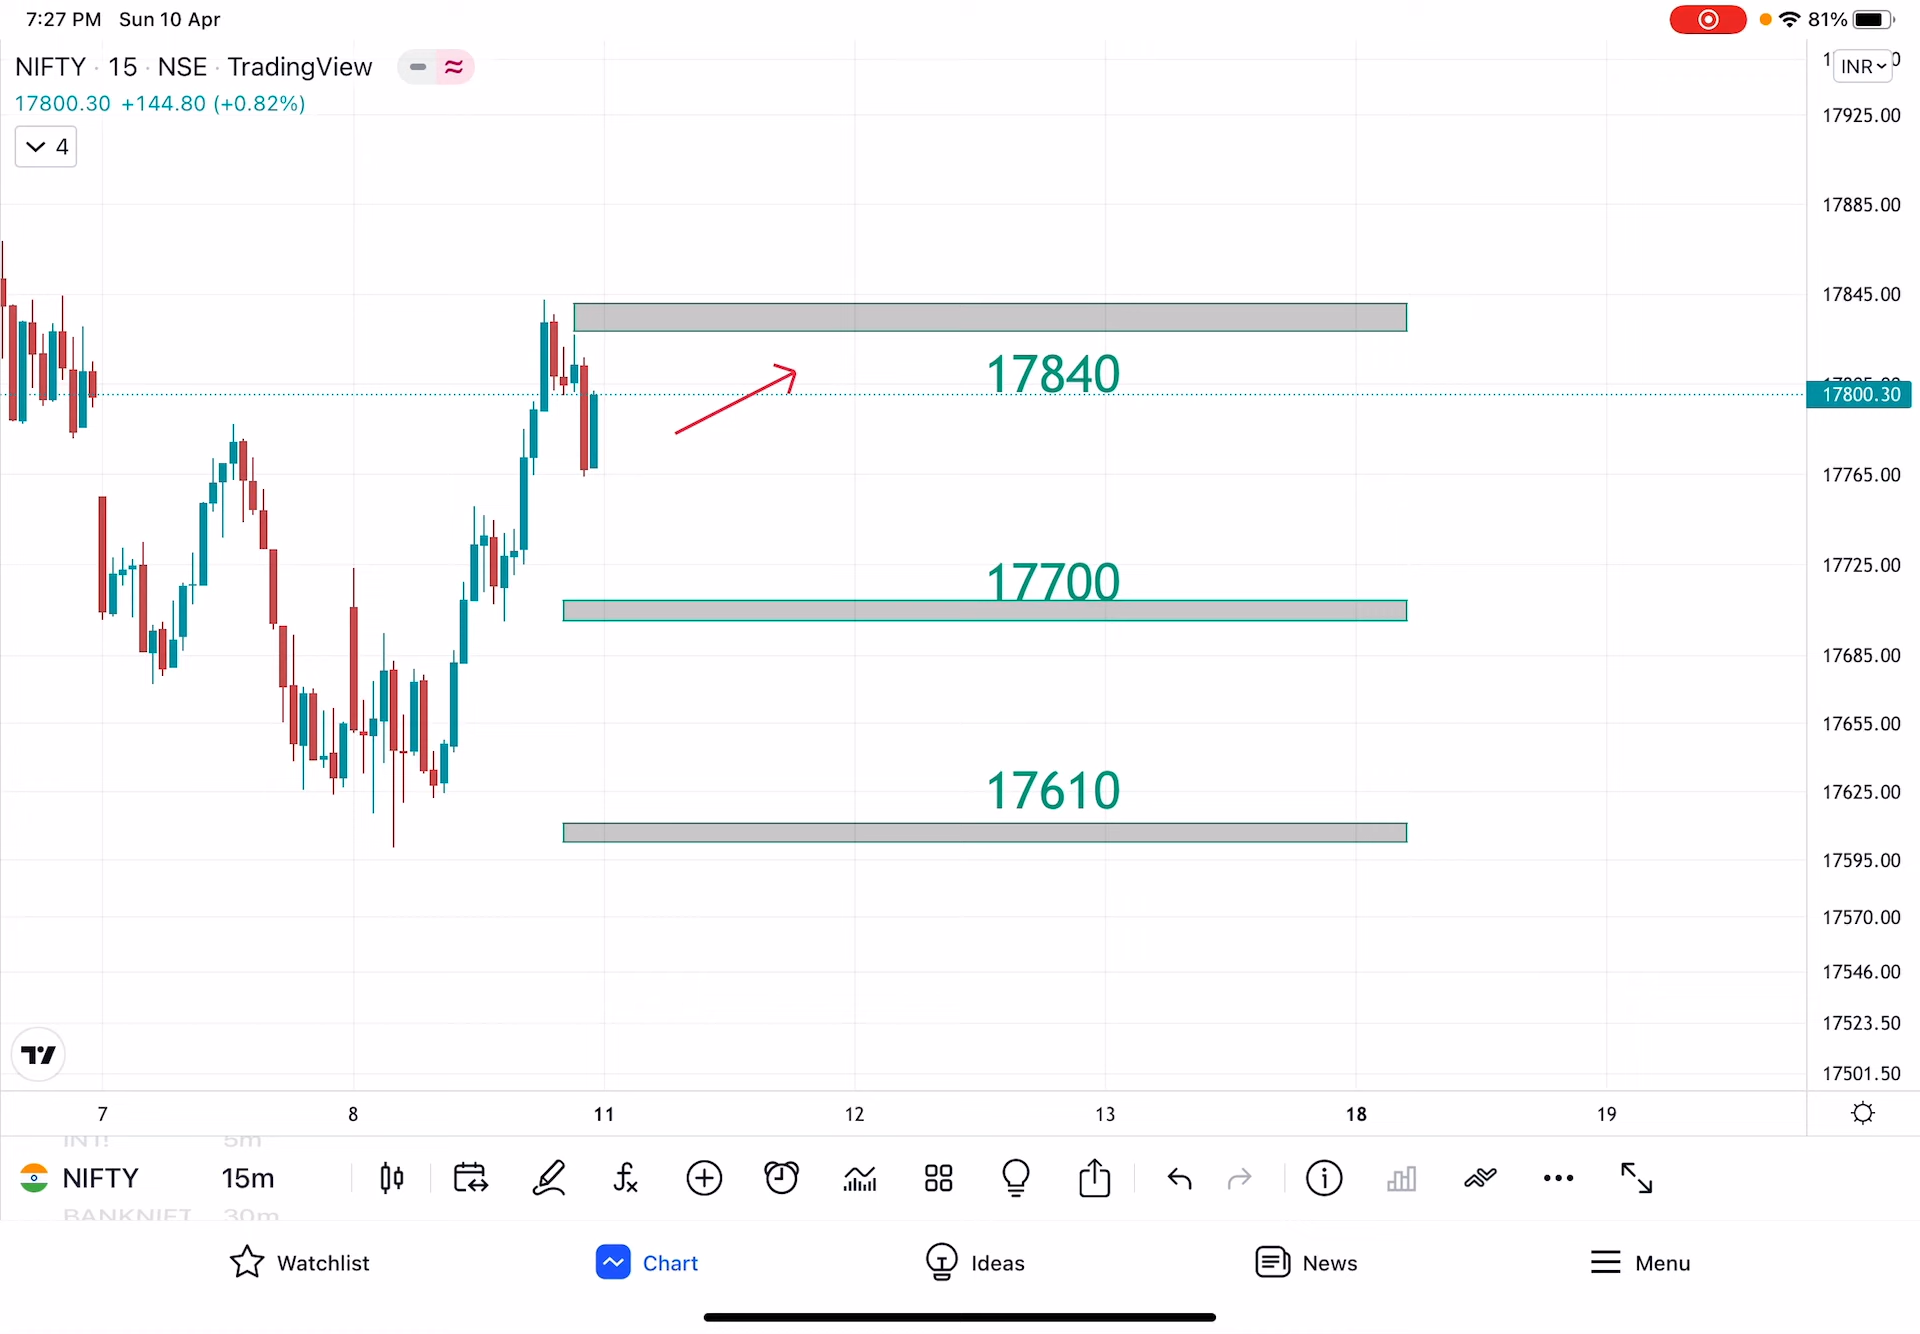 7:27 PM Sun 10 Apr
81%
NIFTY · 15 · NSE · TradingView
17800.30 +144.80 (+0.82%)
4
INR
17925.00
17885.00
17845.00
17840
17800.30
17765.00
17700
17725.00
17685.00
17655.00
17610
17625.00
17595.00
17570.00
17546.00
17523.50
17501.50
7 8 11 12 13 18 19
5m
NIFTY 15m
BANKNIFT 30m
Watchlist Chart Ideas News Menu